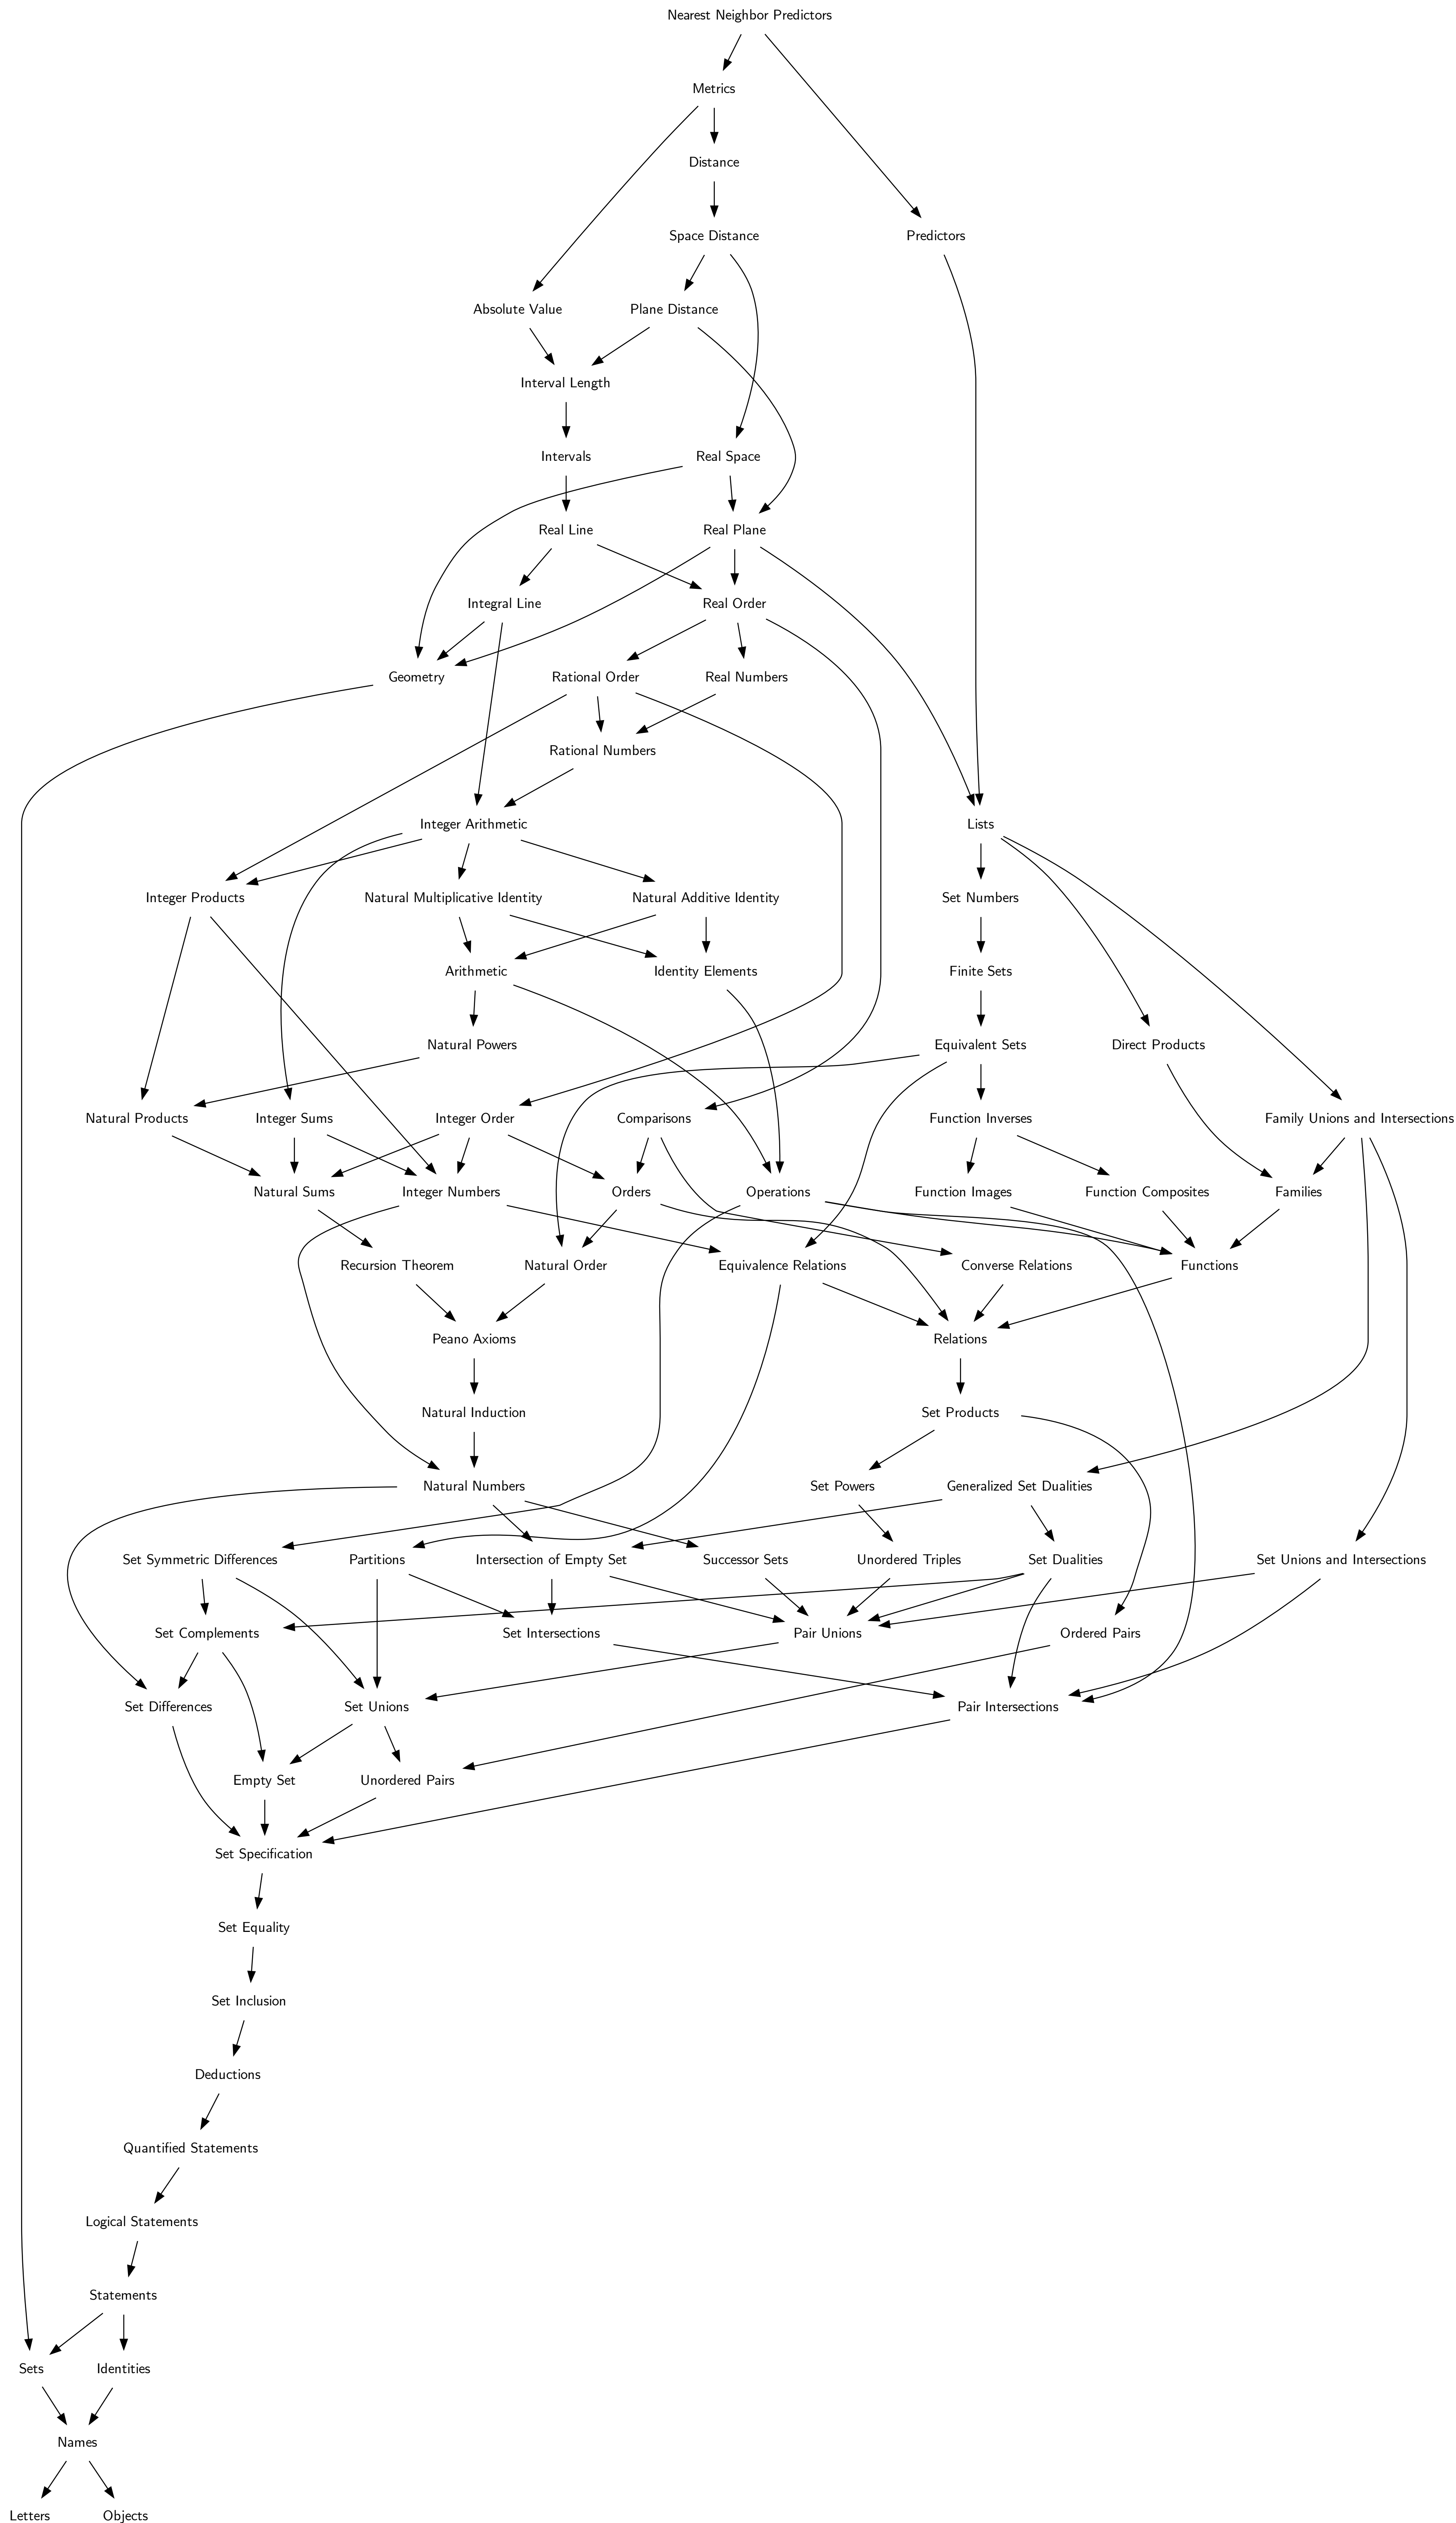 Nearest Neighbor Predictors
Metrics
Distance
Space Distance
Predictors
Absolute Value
Plane Distance
Interval Length
Intervals
Real Space
Real Line
Real Plane
Integral Line
Real Order
Geometry
Rational Order
Real Numbers
Rational Numbers
Integer Arithmetic
Lists
Integer Products
Natural Multiplicative Identity
Natural Additive Identity
Set Numbers
Arithmetic
Identity Elements
Finite Sets
Natural Powers
Equivalent Sets
Direct Products
Natural Products
Integer Sums
Integer Order
Comparisons
Function Inverses
Family Unions and Intersections
Natural Sums
Integer Numbers
Orders
Operations
Function Images
Function Composites
Families
Recursion Theorem
Natural Order
Equivalence Relations
Converse Relations
Functions
Peano Axioms
Relations
Natural Induction
Set Products
Natural Numbers
Set Powers
Generalized Set Dualities
Set Symmetric Differences
Partitions
Intersection of Empty Set
Successor Sets
Unordered Triples
Set Dualities
Set Unions and Intersections
Set Complements
Set Intersections
Pair Unions
Ordered Pairs
Set Differences
Set Unions
Pair Intersections
Empty Set
Unordered Pairs
Set Specification
Set Equality
Set Inclusion
Deductions
Quantified Statements
Logical Statements
Statements
Sets
Identities
Names
Letters
Objects